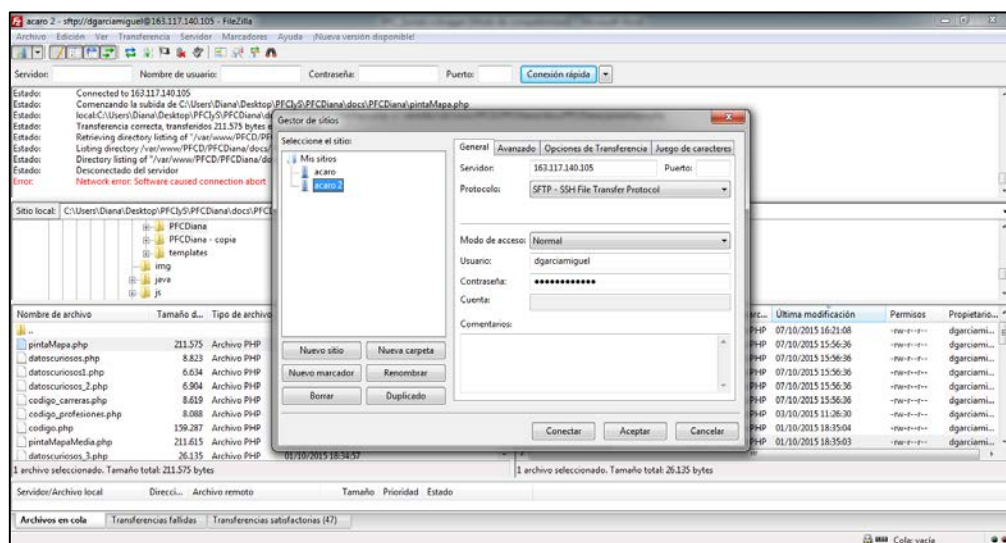 acaro 2 - sftp://dgarciamiguel@163.117.140.105 - FileZilla
Archivo Edición Ver Transferencia Servidor Marcadores Ayuda ¡Nueva versión disponible!
Servidor: Nombre de usuario: Contraseña: Puerto: Conexión rápida
Estado: Connected to 163.117.140.105
Estado: Comenzando la subida de C:\Users\Diana\Desktop\PFCJyS\PFCDiana\docs\PFCDiana\pintaMapa.php
Estado: local:C:\Users\Diana\Desktop\PFCJyS\PFCDiana\d
Estado: Transferencia correcta, transferidos 211.575 bytes e
Estado: Retrieving directory listing of "/var/www/PFCD/PF
Estado: Listing directory /var/www/PFCD/PFCDiana/docs/
Estado: Directory listing of "/var/www/PFCD/PFCDiana/do
Estado: Desconectado del servidor
Error: Network error: Software caused connection abort
Sitio local: C:\Users\Diana\Desktop\PFCJyS\PFCDiana\docs\PFC
PFCDiana
PFCDiana - copia
templates
img
java
js
Nombre de archivo Tamaño d... Tipo de archivo
..
pintaMapa.php 211.575 Archivo PHP
datoscuriosos.php 8.823 Archivo PHP
datoscuriosos1.php 6.634 Archivo PHP
datoscuriosos_2.php 6.904 Archivo PHP
codigo_carreras.php 8.619 Archivo PHP
codigo_profesiones.php 8.088 Archivo PHP
codigo.php 159.287 Archivo PHP
pintaMapaMedia.php 211.615 Archivo PHP
datoscuriosos_3.php 26.135 Archivo PHP 01/10/2015 18:34:57
1 archivo seleccionado. Tamaño total: 211.575 bytes
Gestor de sitios
Seleccione el sitio:
Mis sitios
acaro
acaro 2
Nuevo sitio Nueva carpeta
Nuevo marcador Renombrar
Borrar Duplicado
General Avanzado Opciones de Transferencia Juego de caracteres
Servidor: 163.117.140.105 Puerto:
Protocolo: SFTP - SSH File Transfer Protocol
Modo de acceso: Normal
Usuario: dgarciamiguel
Contraseña: ●●●●●●●●●●●●
Cuenta:
Comentarios:
Conectar Aceptar Cancelar
arc... Última modificación Permisos Propietario...
PHP 07/10/2015 16:21:08 -rw-r--r-- dgarciami...
PHP 07/10/2015 15:56:36 -rw-r--r-- dgarciami...
PHP 07/10/2015 15:56:36 -rw-r--r-- dgarciami...
PHP 07/10/2015 15:56:36 -rw-r--r-- dgarciami...
PHP 07/10/2015 15:56:36 -rw-r--r-- dgarciami...
PHP 03/10/2015 11:26:30 -rw-r--r-- dgarciami...
PHP 01/10/2015 18:35:04 -rw-r--r-- dgarciami...
PHP 01/10/2015 18:35:03 -rw-r--r-- dgarciami...
1 archivo seleccionado. Tamaño total: 26.135 bytes
Servidor/Archivo local Direcci... Archivo remoto Tamaño Prioridad Estado
Archivos en cola Transferencias fallidas Transferencias satisfactorias (47)
Cola: vacía